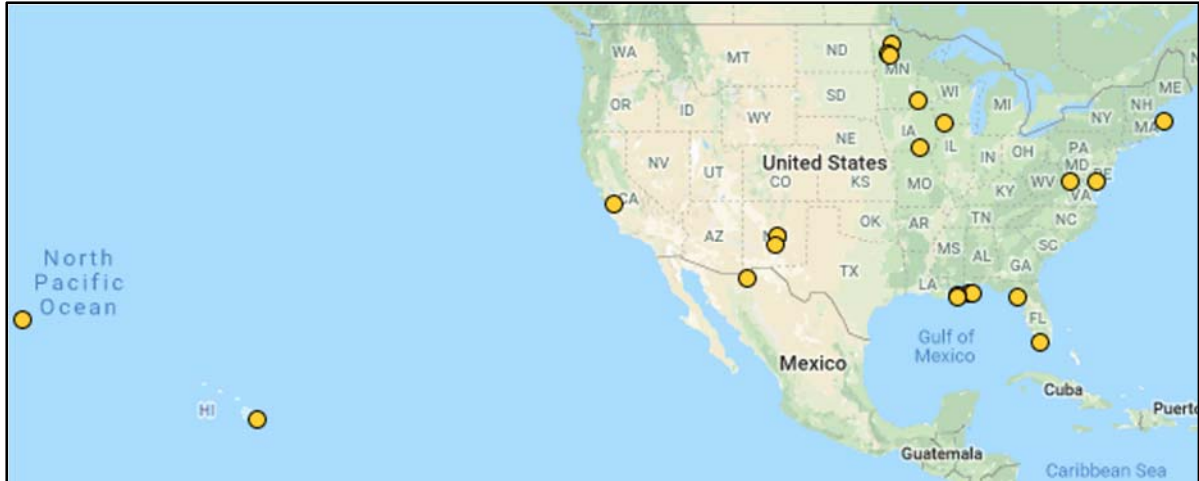 WA
MT
ND
MN
OR
ID
SD
WI
MI
ME
NH
NY
MA
WY
IA
NE
IL
IN
OH
PA
MD
NV
UT
United States
CO
KS
MO
KY
WV
VA
CA
AZ
OK
AR
TN
NC
MS
AL
SC
GA
TX
LA
FL
North
Pacific
Ocean
Gulf of
Mexico
Mexico
Cuba
HI
Puerto
Guatemala
Caribbean Sea